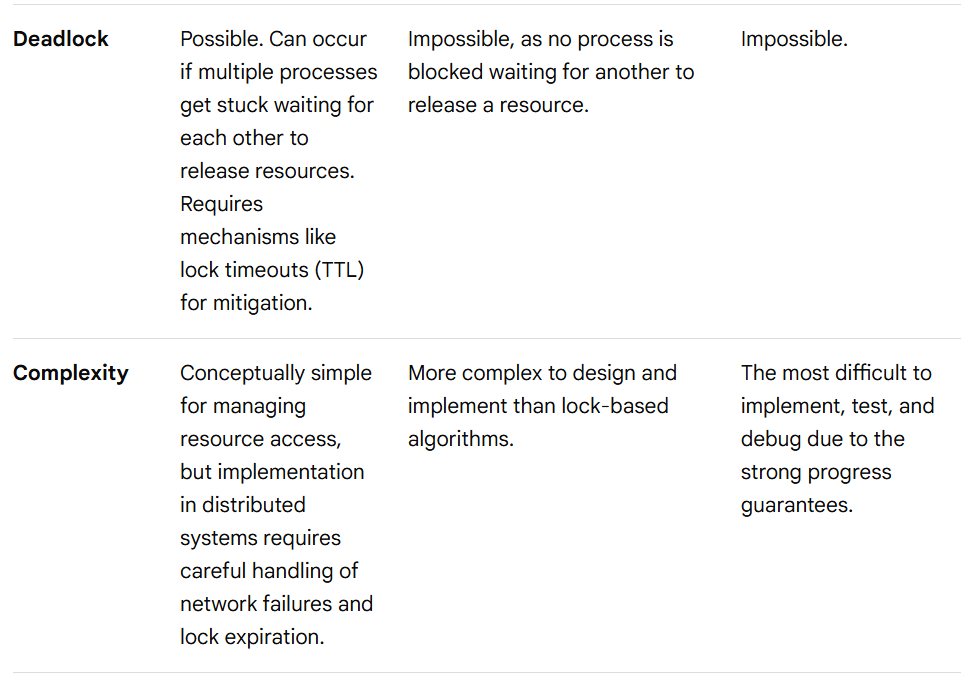 Deadlock
Possible. Can occur
if multiple processes
get stuck waiting for
each other to
release resources.
Requires
mechanisms like
lock timeouts (TTL)
for mitigation.
Impossible, as no process is
blocked waiting for another to
release a resource.
Impossible.
Complexity
Conceptually simple
for managing
resource access,
but implementation
in distributed
systems requires
careful handling of
network failures and
lock expiration.
More complex to design and
implement than lock-based
algorithms.
The most difficult to
implement, test, and
debug due to the
strong progress
guarantees.